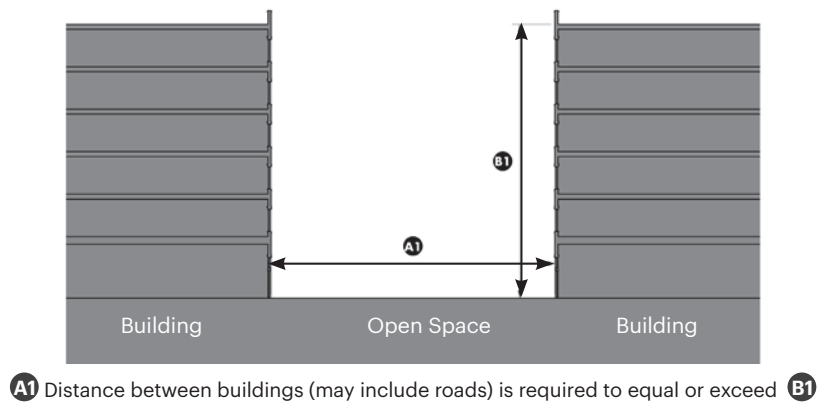 B1
A1
Building Open Space Building
A1 Distance between buildings (may include roads) is required to equal or exceed B1